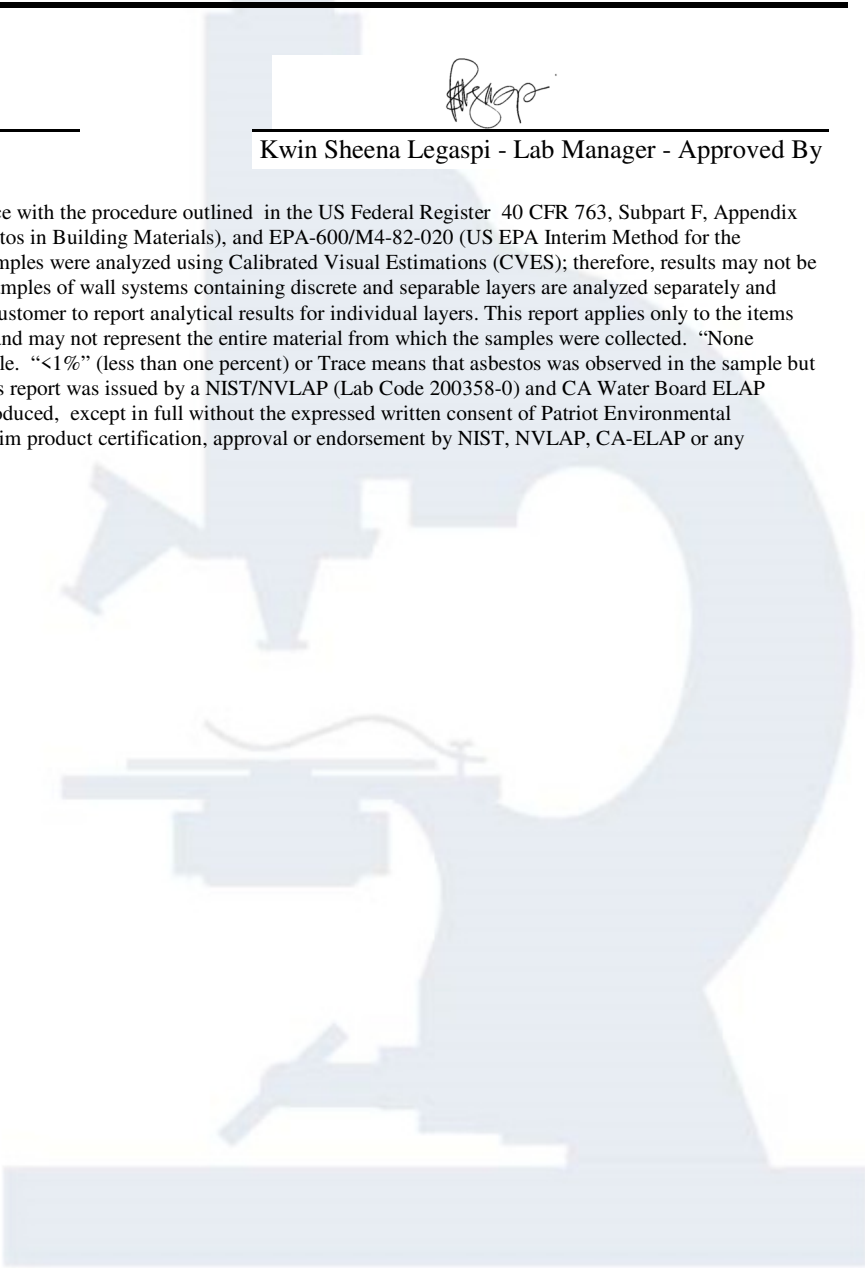 Kwin Sheena Legaspi - Lab Manager - Approved By
ce with the procedure outlined in the US Federal Register 40 CFR 763, Subpart F, Appendix
tos in Building Materials), and EPA-600/M4-82-020 (US EPA Interim Method for the
mples were analyzed using Calibrated Visual Estimations (CVES); therefore, results may not be
amples of wall systems containing discrete and separable layers are analyzed separately and
ustomer to report analytical results for individual layers. This report applies only to the items
and may not represent the entire material from which the samples were collected. “None
le. “<1%” (less than one percent) or Trace means that asbestos was observed in the sample but
s report was issued by a NIST/NVLAP (Lab Code 200358-0) and CA Water Board ELAP
oduced, except in full without the expressed written consent of Patriot Environmental
im product certification, approval or endorsement by NIST, NVLAP, CA-ELAP or any